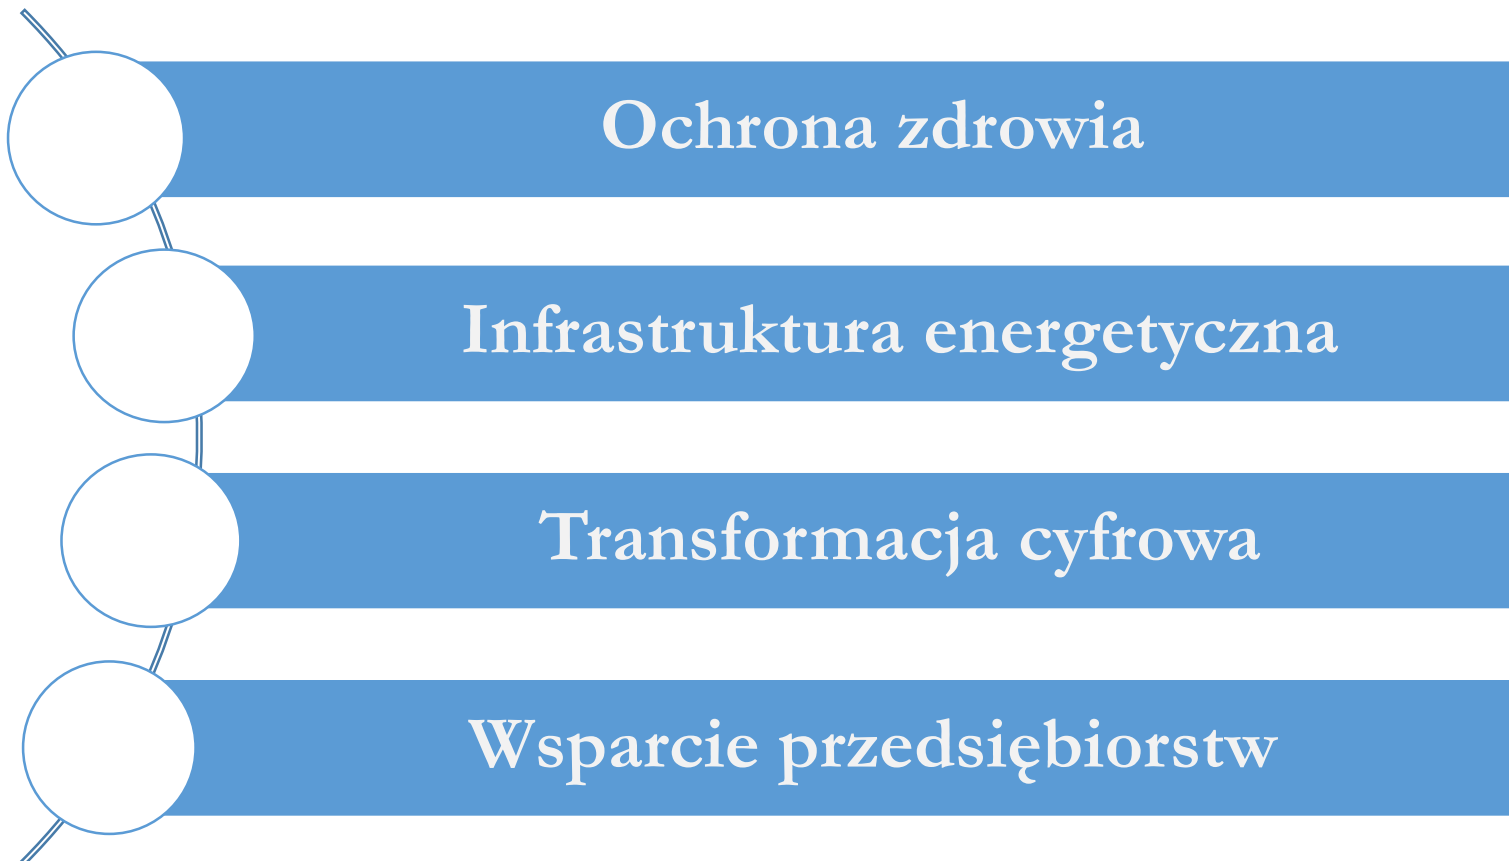 Ochrona zdrowia
Infrastruktura energetyczna
Transformacja cyfrowa
Wsparcie przedsiębiorstw